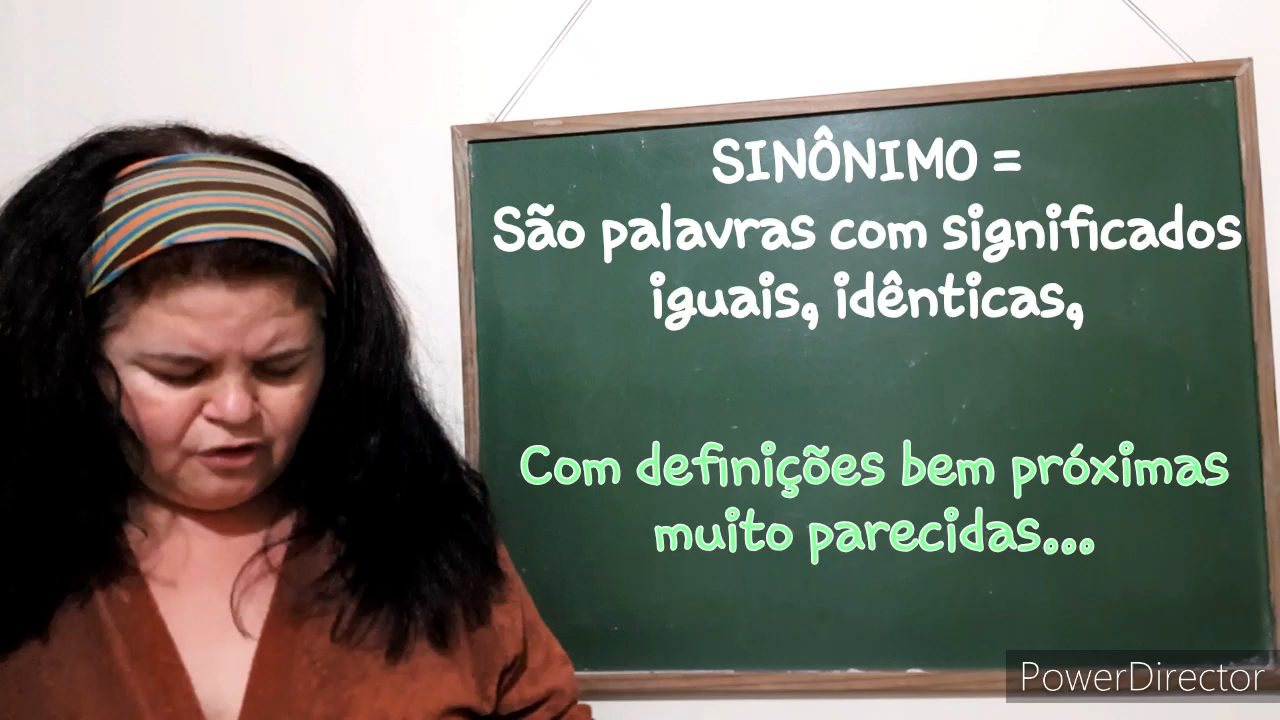 SINÔNIMO =
São palavras com significados
iguais, idênticas,
Com definições bem próximas
muito parecidas...
PowerDirector